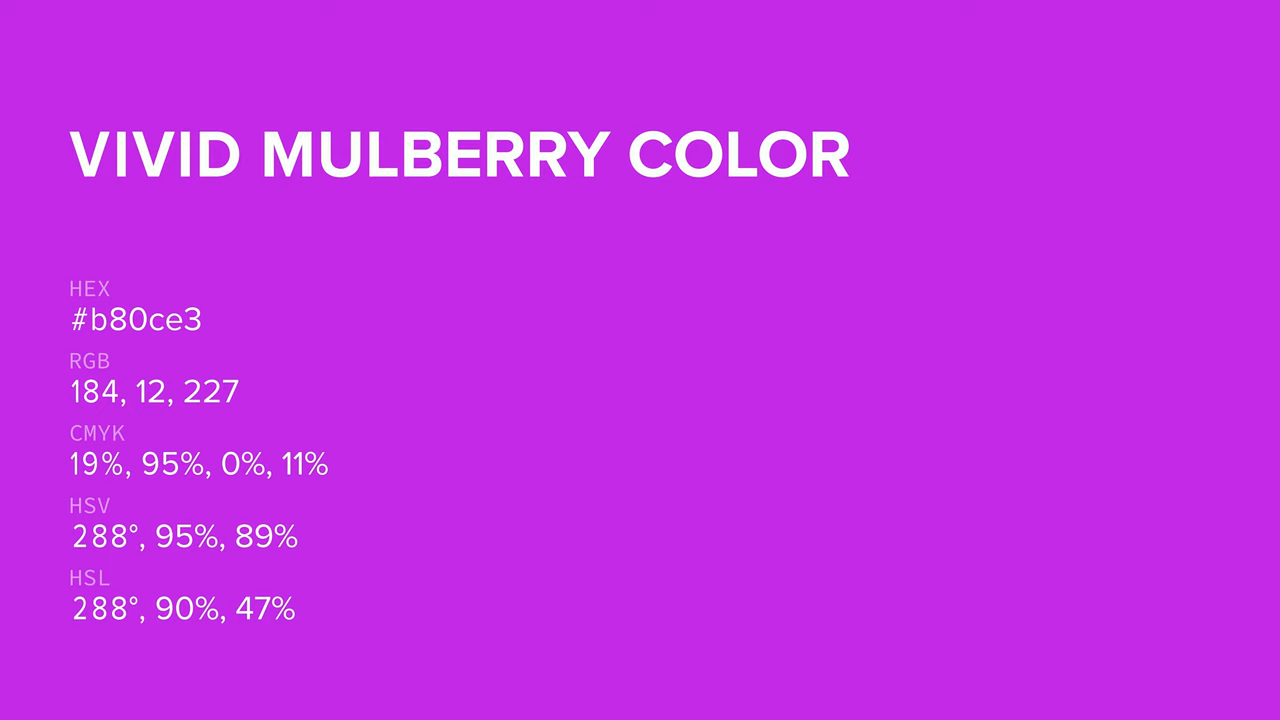 VIVID MULBERRY COLOR
HEX
#b80ce3
RGB
184, 12, 227
CMYK
19%, 95%, 0%, 11%
HSV
288°, 95%, 89%
HSL
288°, 90%, 47%